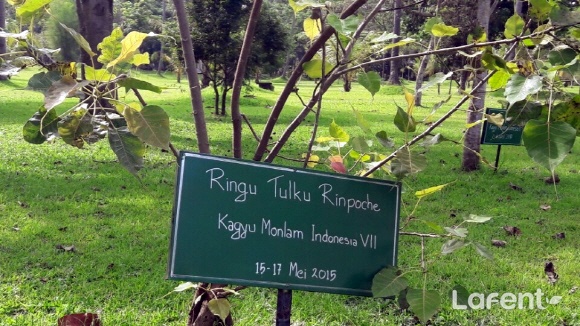 Ringu Tulku Rinpoche
Kagyu Monlam Indonesia VII
15-17 Mei 2015
Lafent